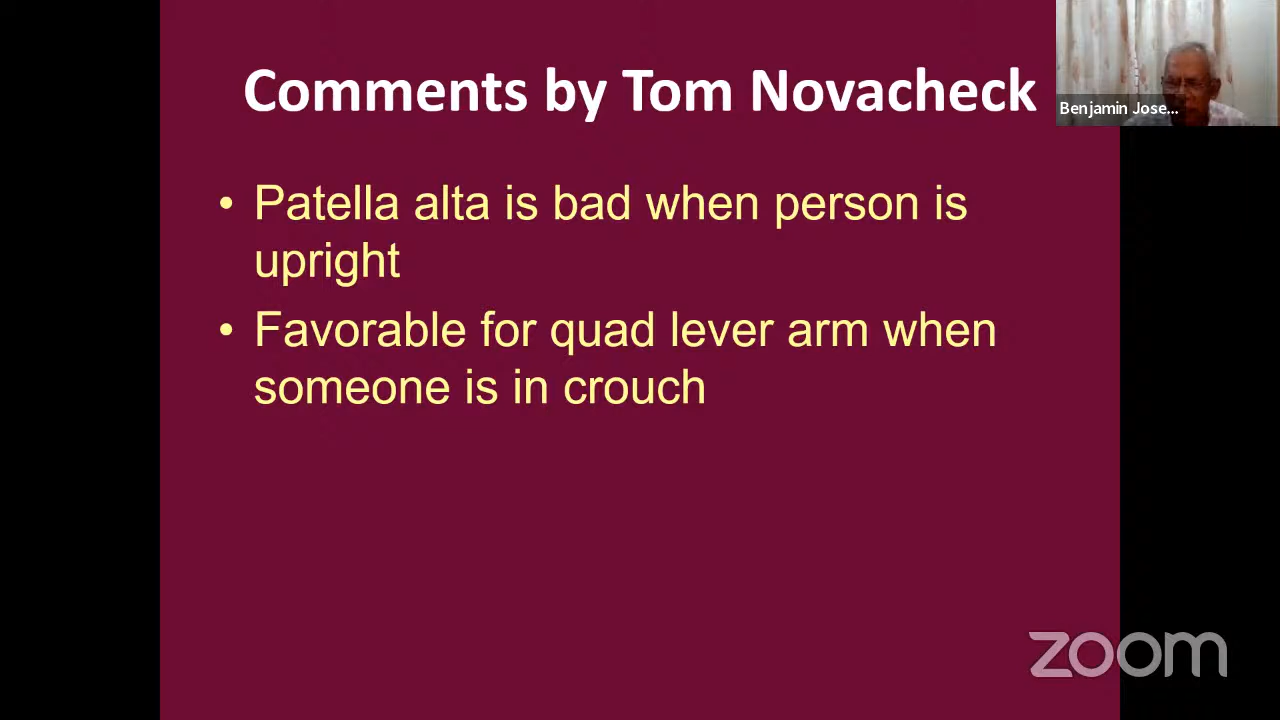 Comments by Tom Novacheck
Benjamin Jose...
• Patella alta is bad when person is
upright
• Favorable for quad lever arm when
someone is in crouch
zoom